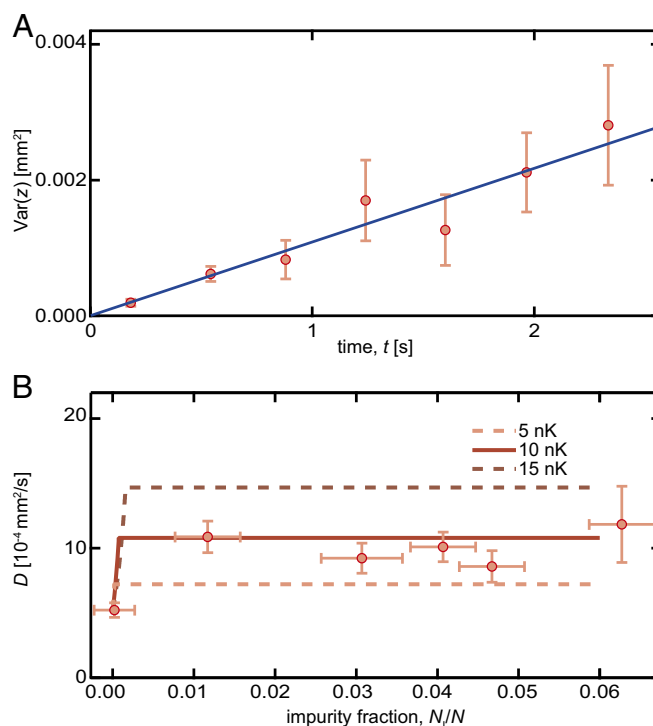 A
0.004
Var(z) [mm²]
0.002
0.000
0 1 2
time, t [s]
B
20
5 nK
10 nK
15 nK
D [10⁻⁴ mm²/s]
10
0
0.00 0.01 0.02 0.03 0.04 0.05 0.06
impurity fraction, Nᵢ/N